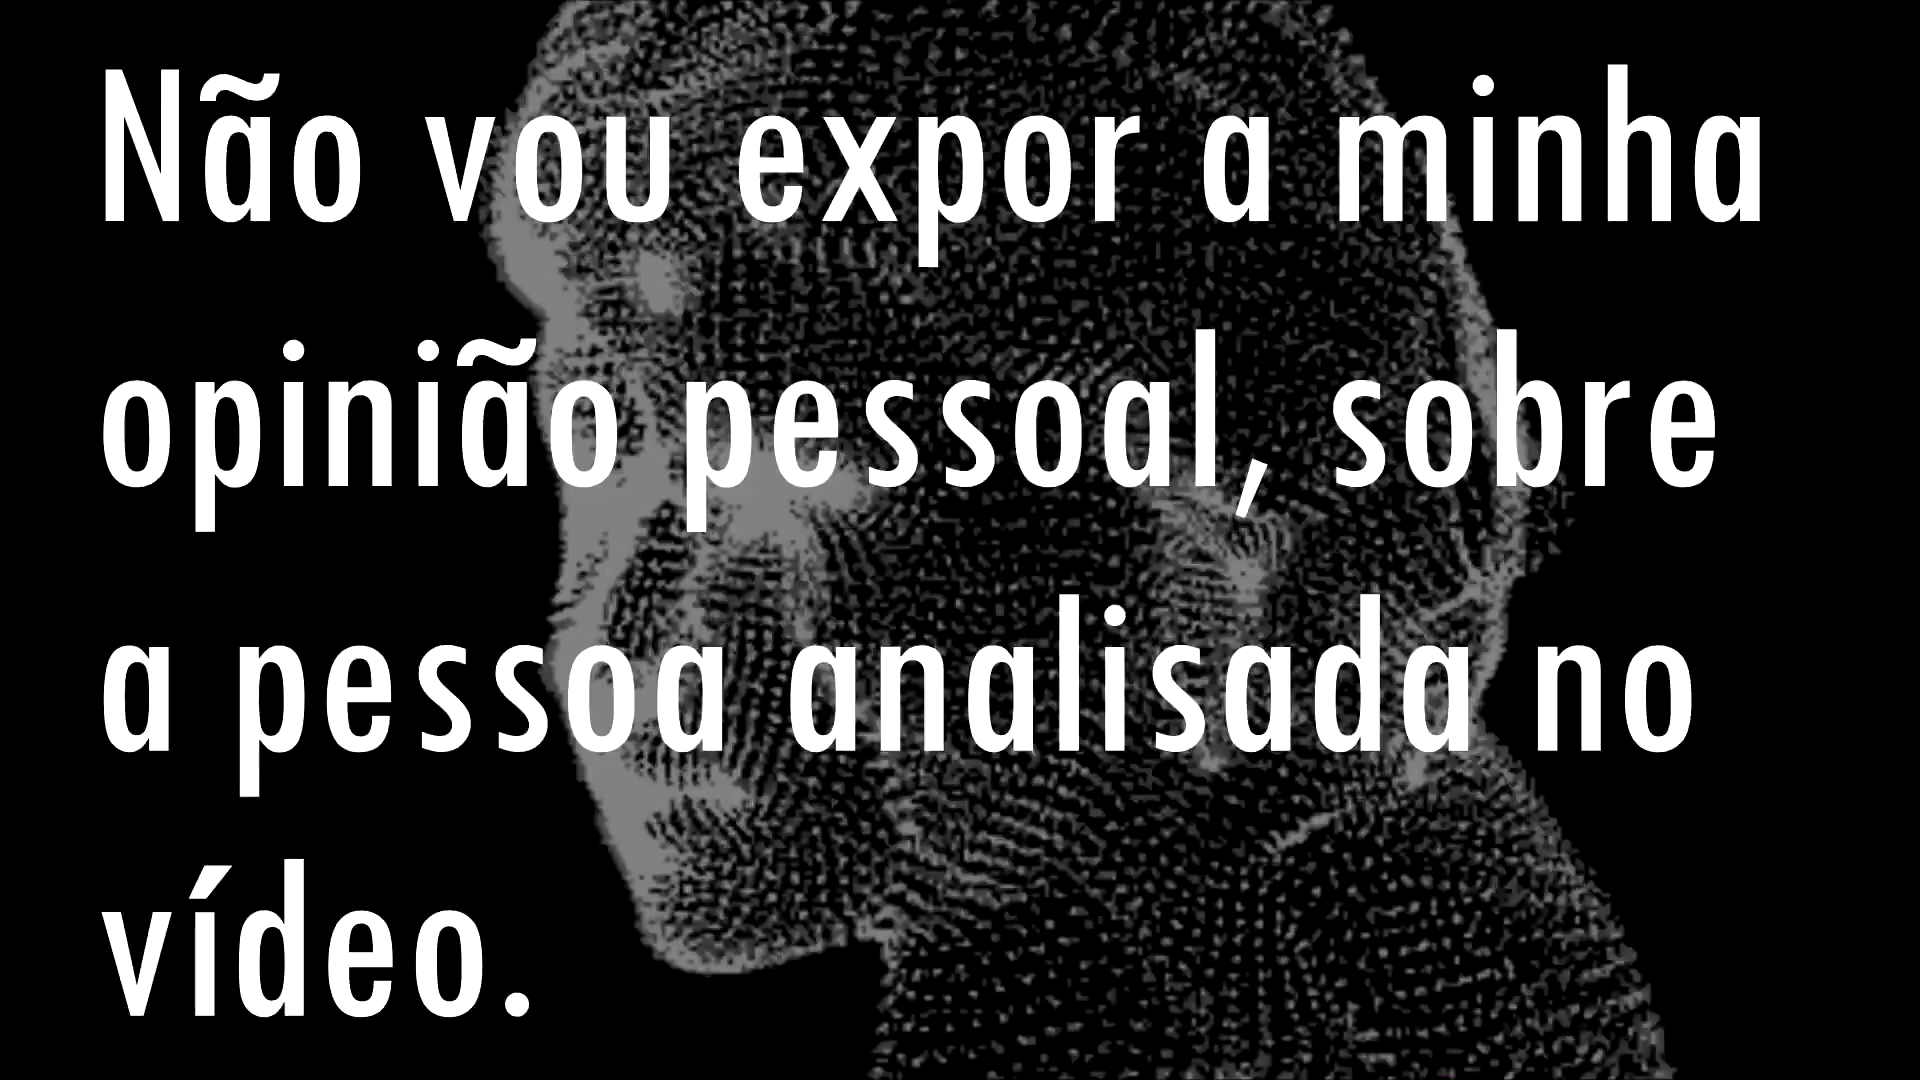 Não vou expor a minha
opinião pessoal, sobre
a pessoa analisada no
vídeo.